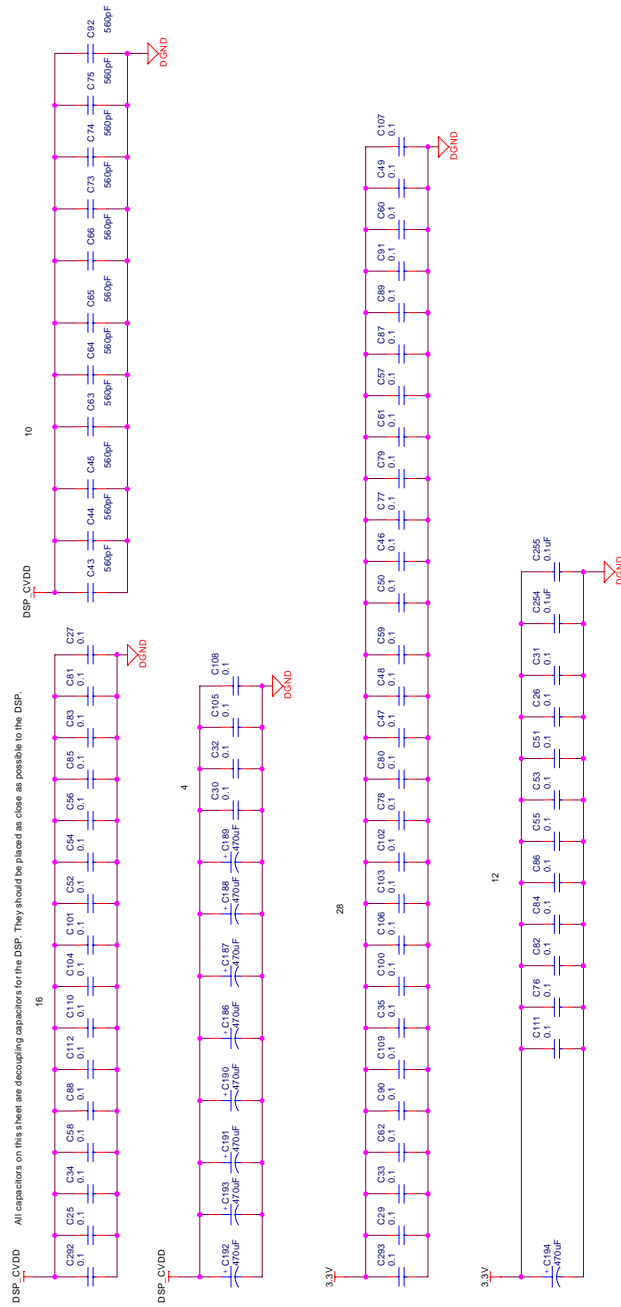 All capacitors on this sheet are decoupling capacitors for the DSP. They should be placed as close as possible to the DSP.
DSP_CVDD
16
C292
0.1
C25
0.1
C34
0.1
C58
0.1
C88
0.1
C112
0.1
C110
0.1
C104
0.1
C101
0.1
C52
0.1
C54
0.1
C56
0.1
C85
0.1
C83
0.1
C81
0.1
C27
0.1
DGND
DSP_CVDD
10
C43
560pF
C44
560pF
C45
560pF
C63
560pF
C64
560pF
C65
560pF
C66
560pF
C73
560pF
C74
560pF
C75
560pF
C92
560pF
DGND
DSP_CVDD
4
+ C192
470uF
+ C193
470uF
+ C191
470uF
+ C190
470uF
+ C186
470uF
+ C187
470uF
+ C188
470uF
+ C189
470uF
C30
0.1
C32
0.1
C105
0.1
C108
0.1
DGND
3.3V
28
C293
0.1
C29
0.1
C33
0.1
C62
0.1
C90
0.1
C109
0.1
C35
0.1
C100
0.1
C106
0.1
C103
0.1
C102
0.1
C78
0.1
C80
0.1
C47
0.1
C48
0.1
C59
0.1
C50
0.1
C46
0.1
C77
0.1
C79
0.1
C61
0.1
C57
0.1
C87
0.1
C89
0.1
C91
0.1
C60
0.1
C49
0.1
C107
0.1
DGND
3.3V
12
+ C194
470uF
C111
0.1
C76
0.1
C82
0.1
C84
0.1
C86
0.1
C55
0.1
C53
0.1
C51
0.1
C26
0.1
C31
0.1
C254
0.1uF
C255
0.1uF
DGND